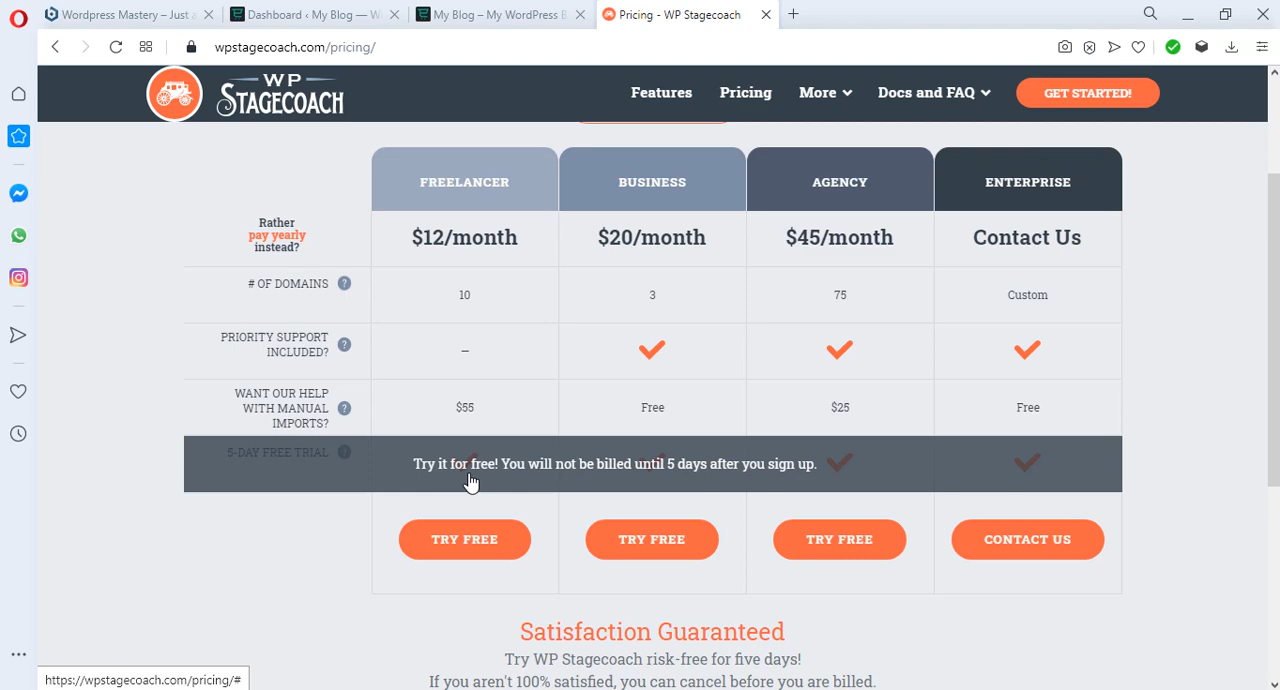 Wordpress Mastery – Just a
Dashboard ‹ My Blog — W
My Blog – My WordPress B
Pricing - WP Stagecoach
wpstagecoach.com/pricing/
WP
STAGECOACH
Features
Pricing
More
Docs and FAQ
GET STARTED!
FREELANCER
BUSINESS
AGENCY
ENTERPRISE
Rather
pay yearly
instead?
$12/month
$20/month
$45/month
Contact Us
# OF DOMAINS ?
10
3
75
Custom
PRIORITY SUPPORT
INCLUDED? ?
–
WANT OUR HELP
WITH MANUAL ?
IMPORTS?
$55
Free
$25
Free
5-DAY FREE TRIAL ?
Try it for free! You will not be billed until 5 days after you sign up.
TRY FREE
TRY FREE
TRY FREE
CONTACT US
Satisfaction Guaranteed
Try WP Stagecoach risk-free for five days!
If you aren't 100% satisfied, you can cancel before you are billed.
https://wpstagecoach.com/pricing/#